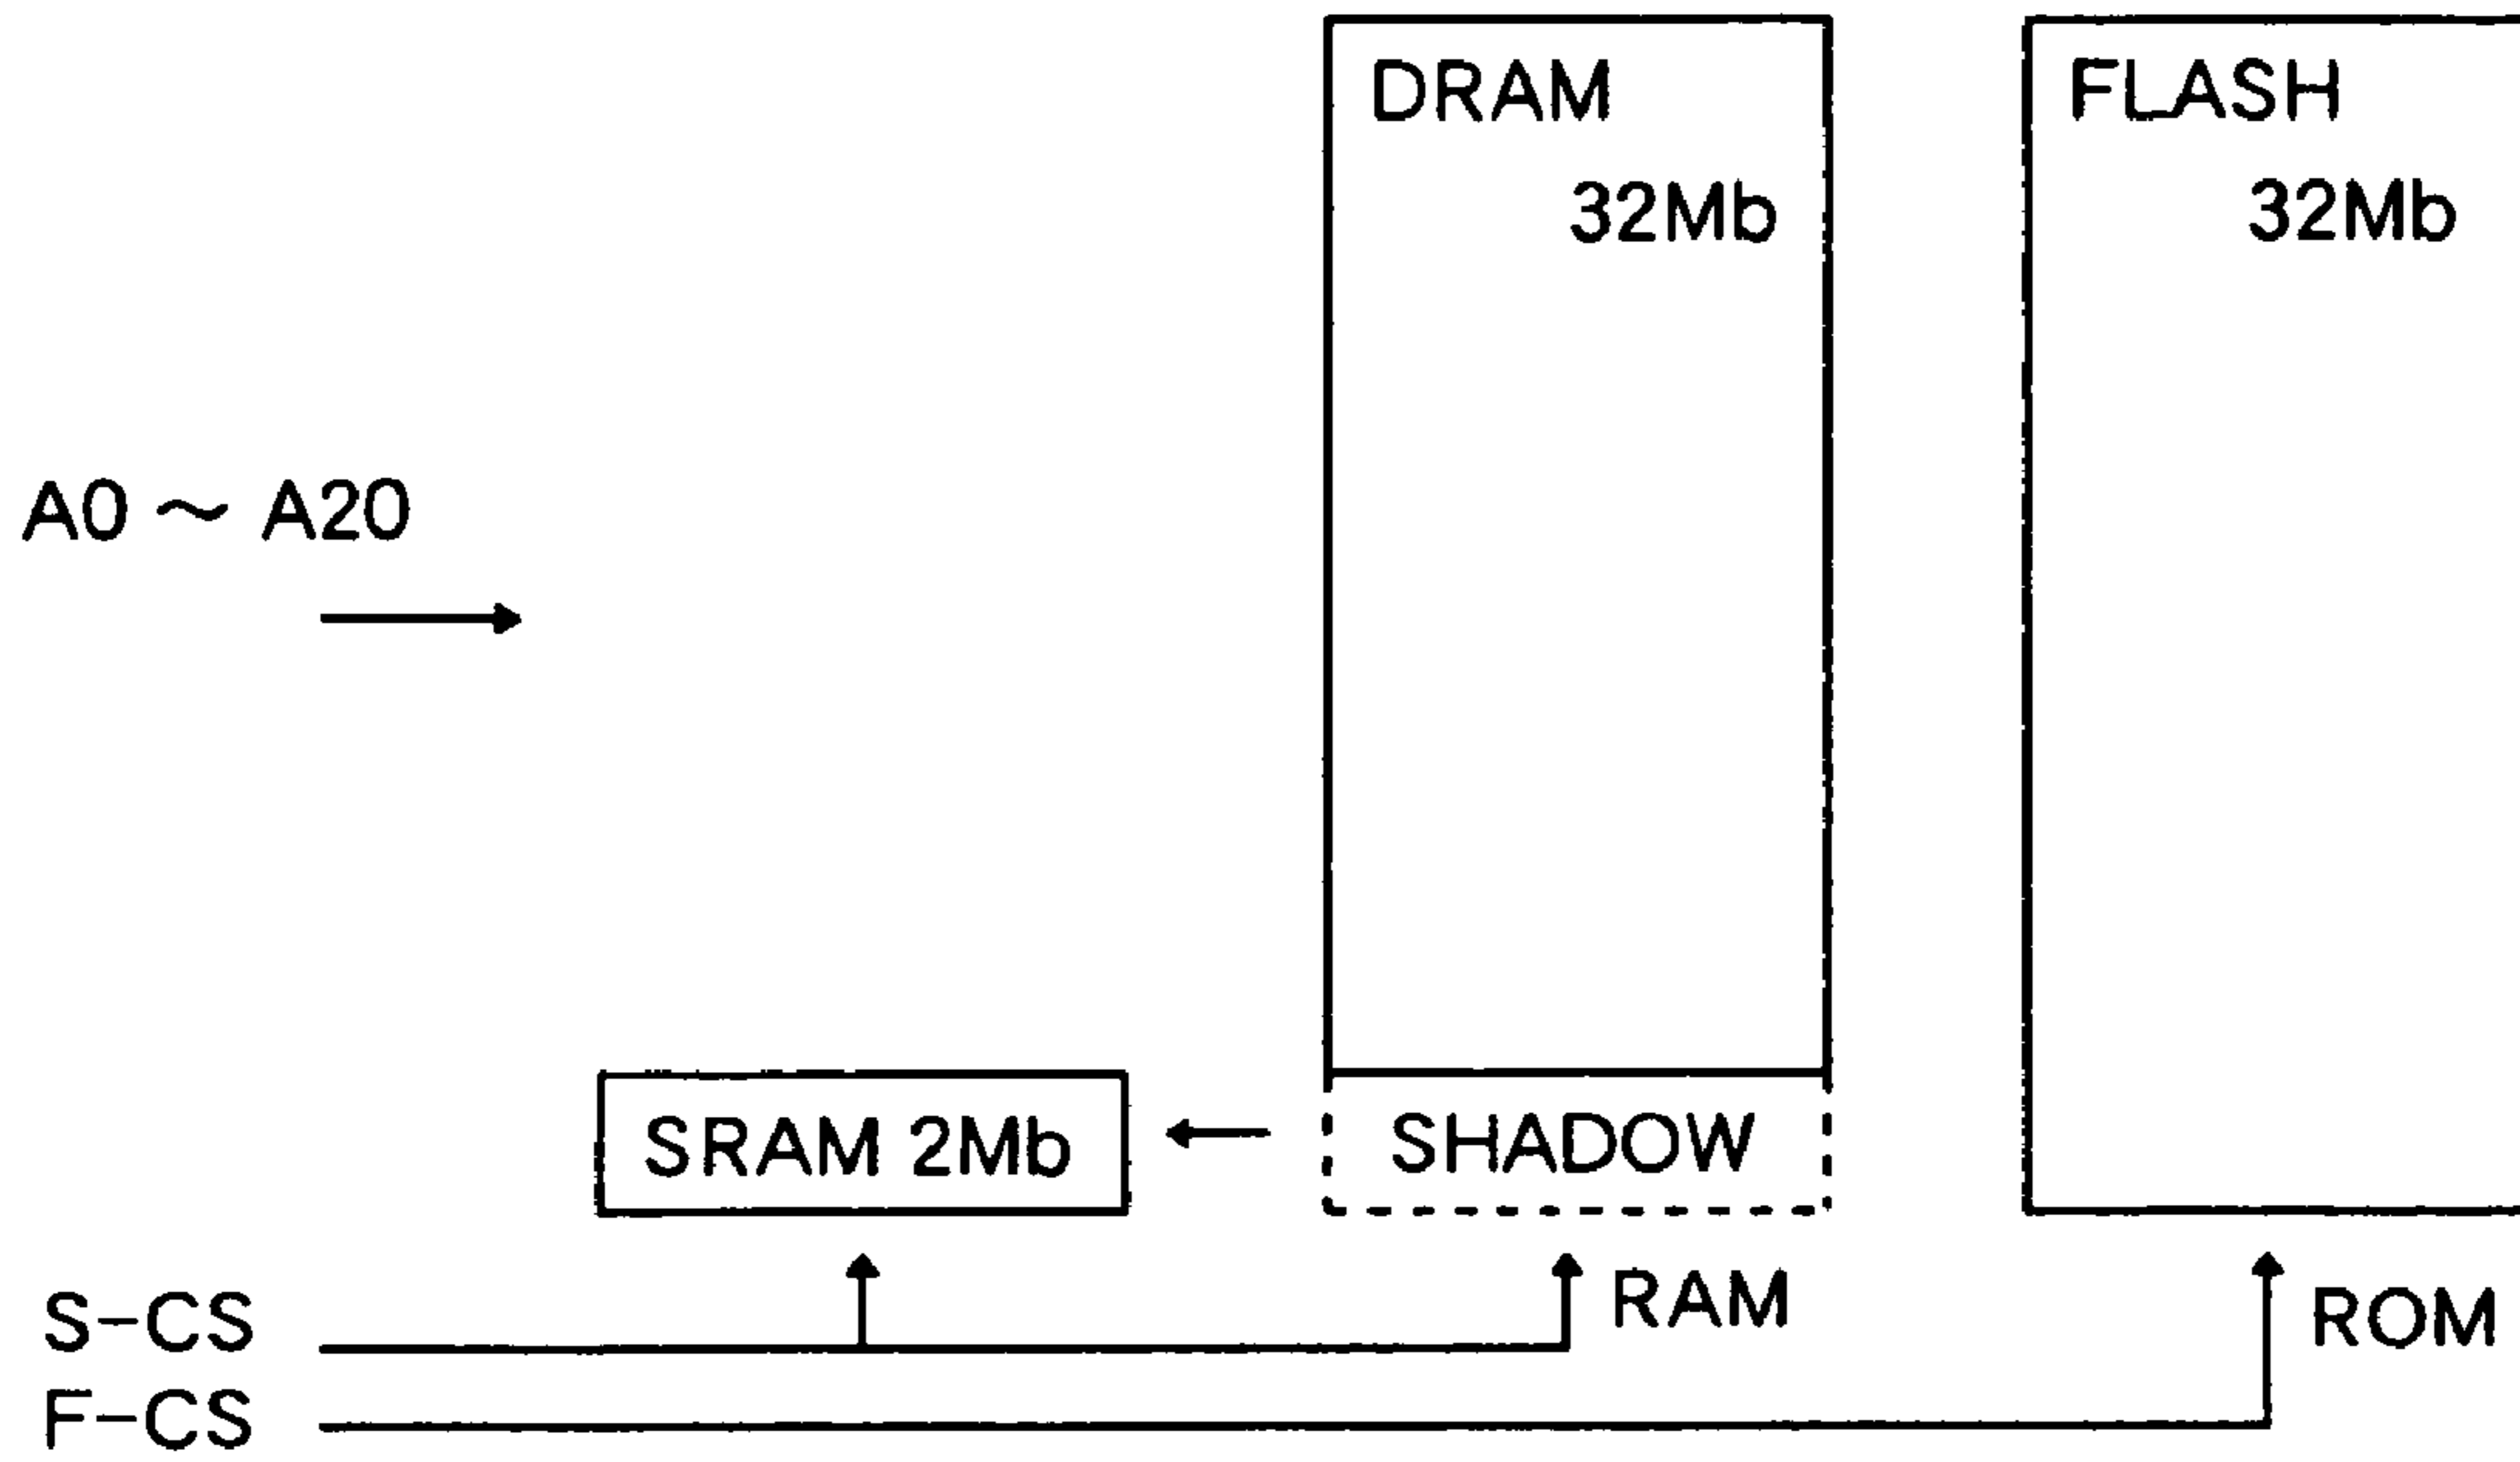 DRAM
32Mb
FLASH
32Mb
A0 ~ A20
SRAM 2Mb
SHADOW
RAM
ROM
S-CS
F-CS